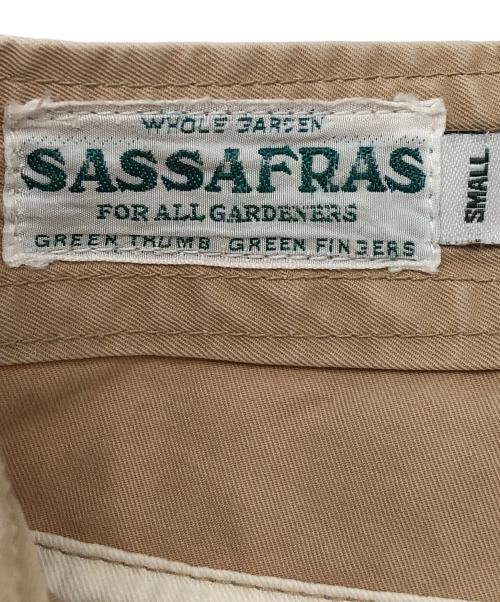 WHOLE GARDEN
SASSAFRAS
FOR ALL GARDENERS
GREEN THUMB GREEN FINGERS
SMALL